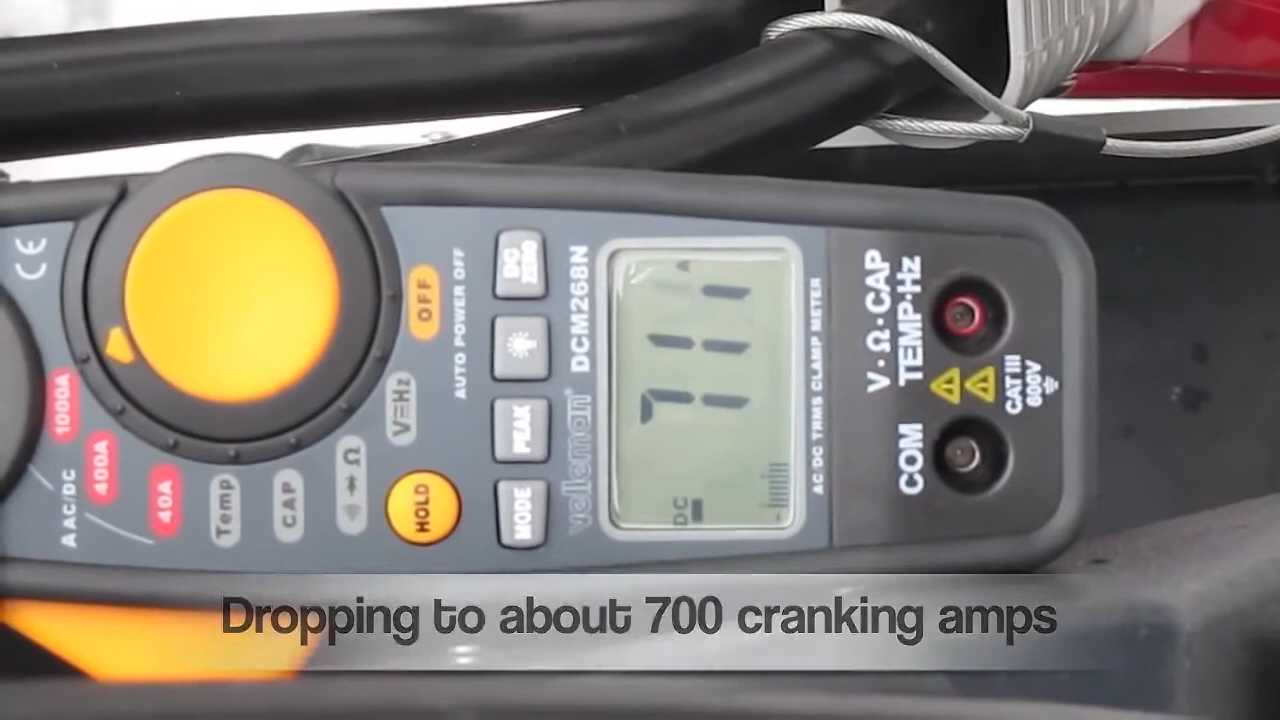 CE
1000A
400A
40A
AAC/DC
Temp
CAP
Ω
V≂Hz
OFF
HOLD
AUTO POWER OFF
DC
ZERO
PEAK
MODE
velleman® DCM268N
DC
711
A
AC/DC TRMS CLAMP METER
V·Ω·CAP
TEMP·Hz
COM
CAT III
600V
Dropping to about 700 cranking amps